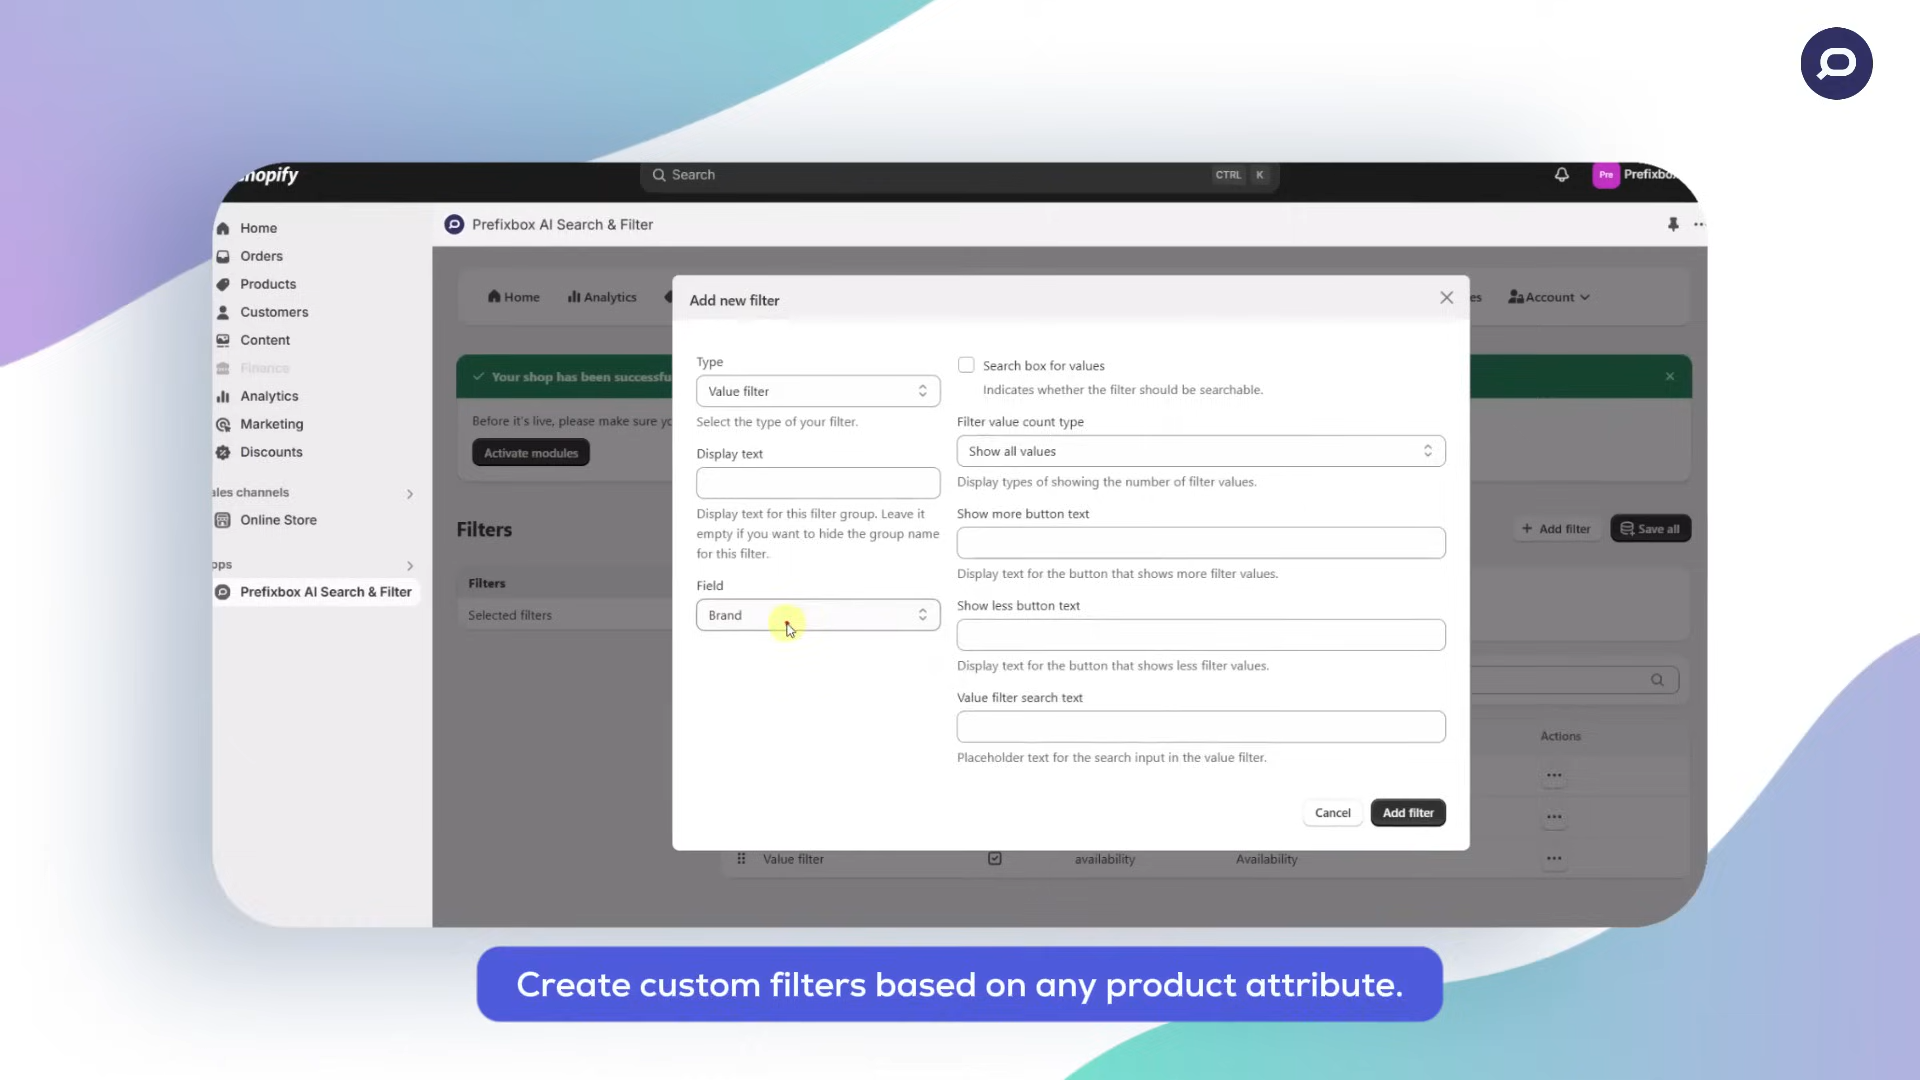 hopify
Search
CTRL K
Pre
Prefixbox
Home
Orders
Products
Customers
Content
Finance
Analytics
Marketing
Discounts
ales channels
Online Store
ops
Prefixbox AI Search & Filter
Prefixbox AI Search & Filter
Home
Analytics
es
Account
Your shop has been successfu
Before it's live, please make sure yo
Activate modules
Filters
Add filter
Save all
Filters
Selected filters
Actions
Value filter
availability
Availability
Add new filter
Type
Value filter
Select the type of your filter.
Display text
Display text for this filter group. Leave it
empty if you want to hide the group name
for this filter.
Field
Brand
Search box for values
Indicates whether the filter should be searchable.
Filter value count type
Show all values
Display types of showing the number of filter values.
Show more button text
Display text for the button that shows more filter values.
Show less button text
Display text for the button that shows less filter values.
Value filter search text
Placeholder text for the search input in the value filter.
Cancel
Add filter
Create custom filters based on any product attribute.